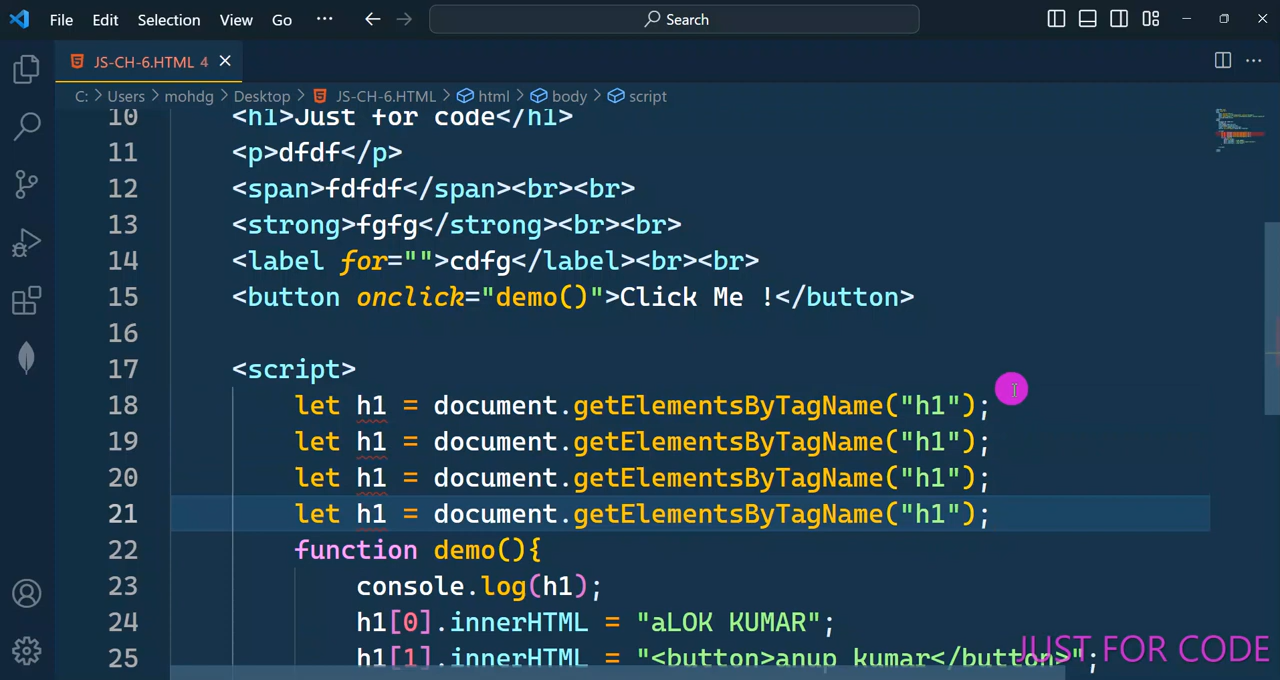 File Edit Selection View Go ··· Search
JS-CH-6.HTML 4
C: > Users > mohdg > Desktop > JS-CH-6.HTML > html > body > script
10 <h1>Just for code</h1>
11 <p>dfdf</p>
12 <span>fdfdf</span><br><br>
13 <strong>fgfg</strong><br><br>
14 <label for="">cdfg</label><br><br>
15 <button onclick="demo()">Click Me !</button>
16
17 <script>
18 let h1 = document.getElementsByTagName("h1");
19 let h1 = document.getElementsByTagName("h1");
20 let h1 = document.getElementsByTagName("h1");
21 let h1 = document.getElementsByTagName("h1");
22 function demo(){
23 console.log(h1);
24 h1[0].innerHTML = "aLOK KUMAR";
25 h1[1].innerHTML = "<button>anup kumar</button>";
JUST FOR CODE